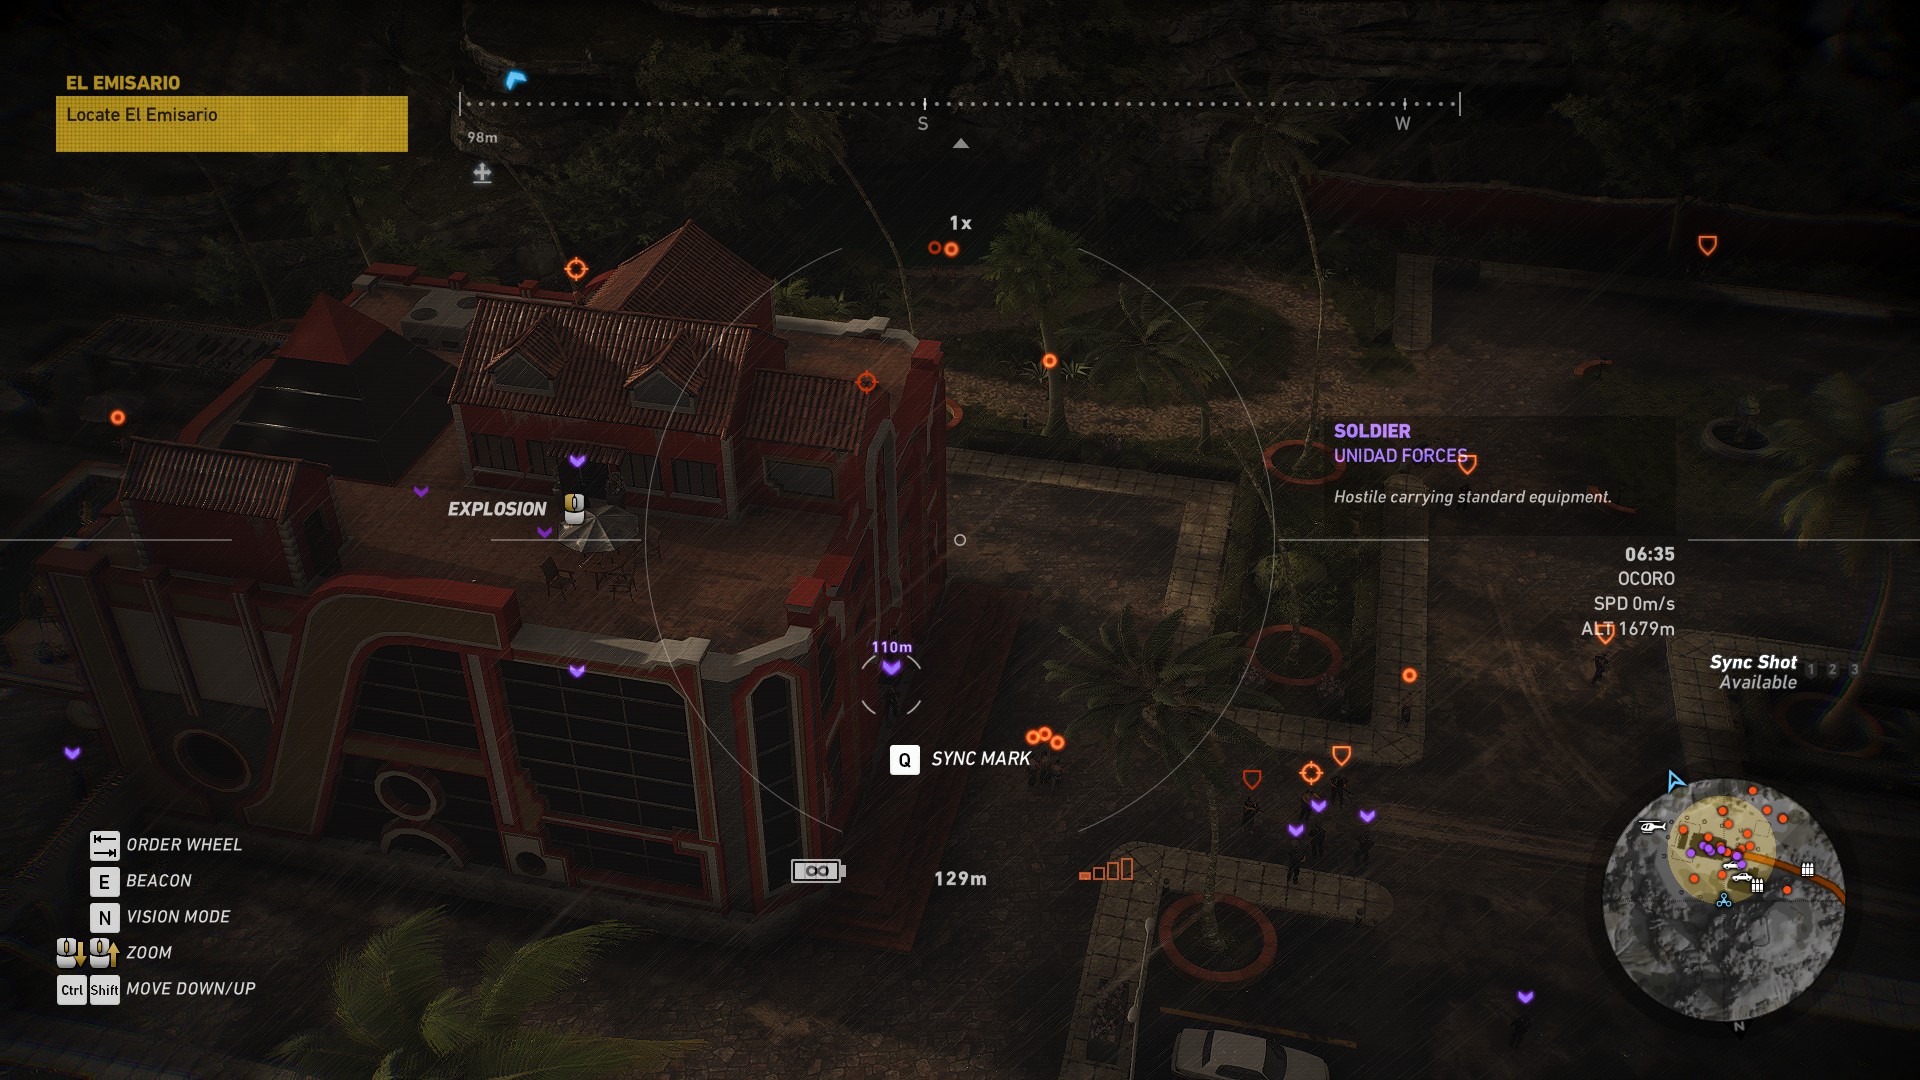 EL EMISARIO
Locate El Emisario
98m
S
W
1x
SOLDIER
UNIDAD FORCES
Hostile carrying standard equipment.
EXPLOSION
06:35
OCORO
SPD 0m/s
ALT 1679m
110m
Sync Shot 1 2 3
Available
Q SYNC MARK
ORDER WHEEL
E BEACON
N VISION MODE
ZOOM
Ctrl Shift MOVE DOWN/UP
129m
N